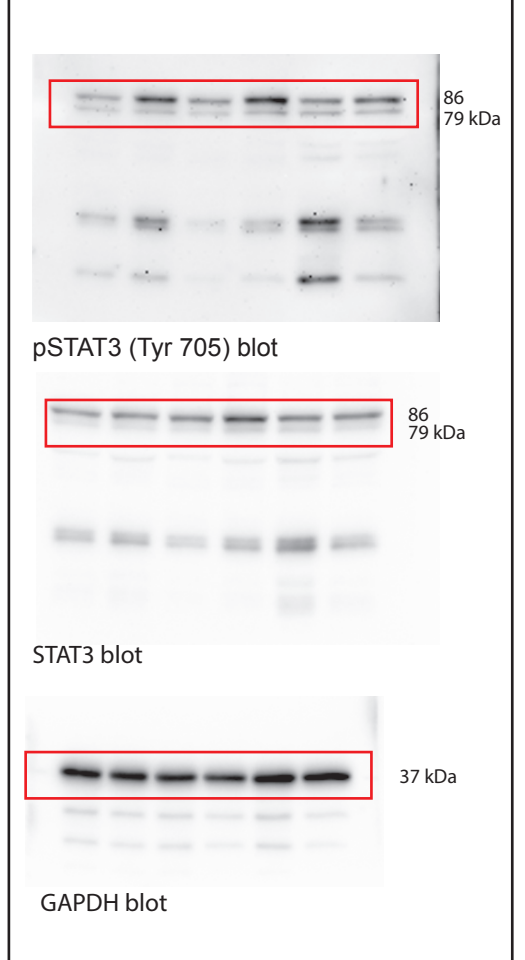 86
79 kDa
pSTAT3 (Tyr 705) blot
86
79 kDa
STAT3 blot
37 kDa
GAPDH blot